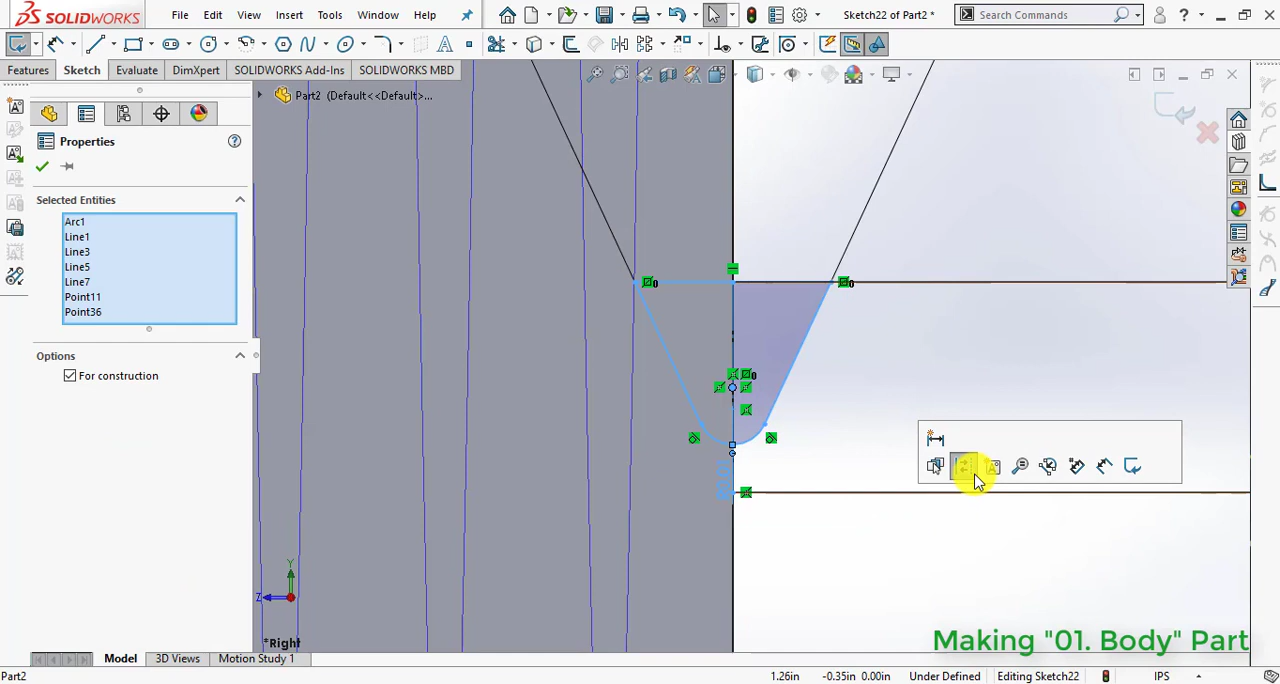 SOLIDWORKS File Edit View Insert Tools Window Help Sketch22 of Part2 * Search Commands
Features Sketch Evaluate DimXpert SOLIDWORKS Add-Ins SOLIDWORKS MBD
Part2 (Default<<Default>...
Properties
Selected Entities
Arc1
Line1
Line3
Line5
Line7
Point11
Point36
Options
For construction
0
0
0
Y
Z
*Right
Making "01. Body" Part
Model 3D Views Motion Study 1
Part2 1.26in -0.35in 0.00in Under Defined Editing Sketch22 IPS